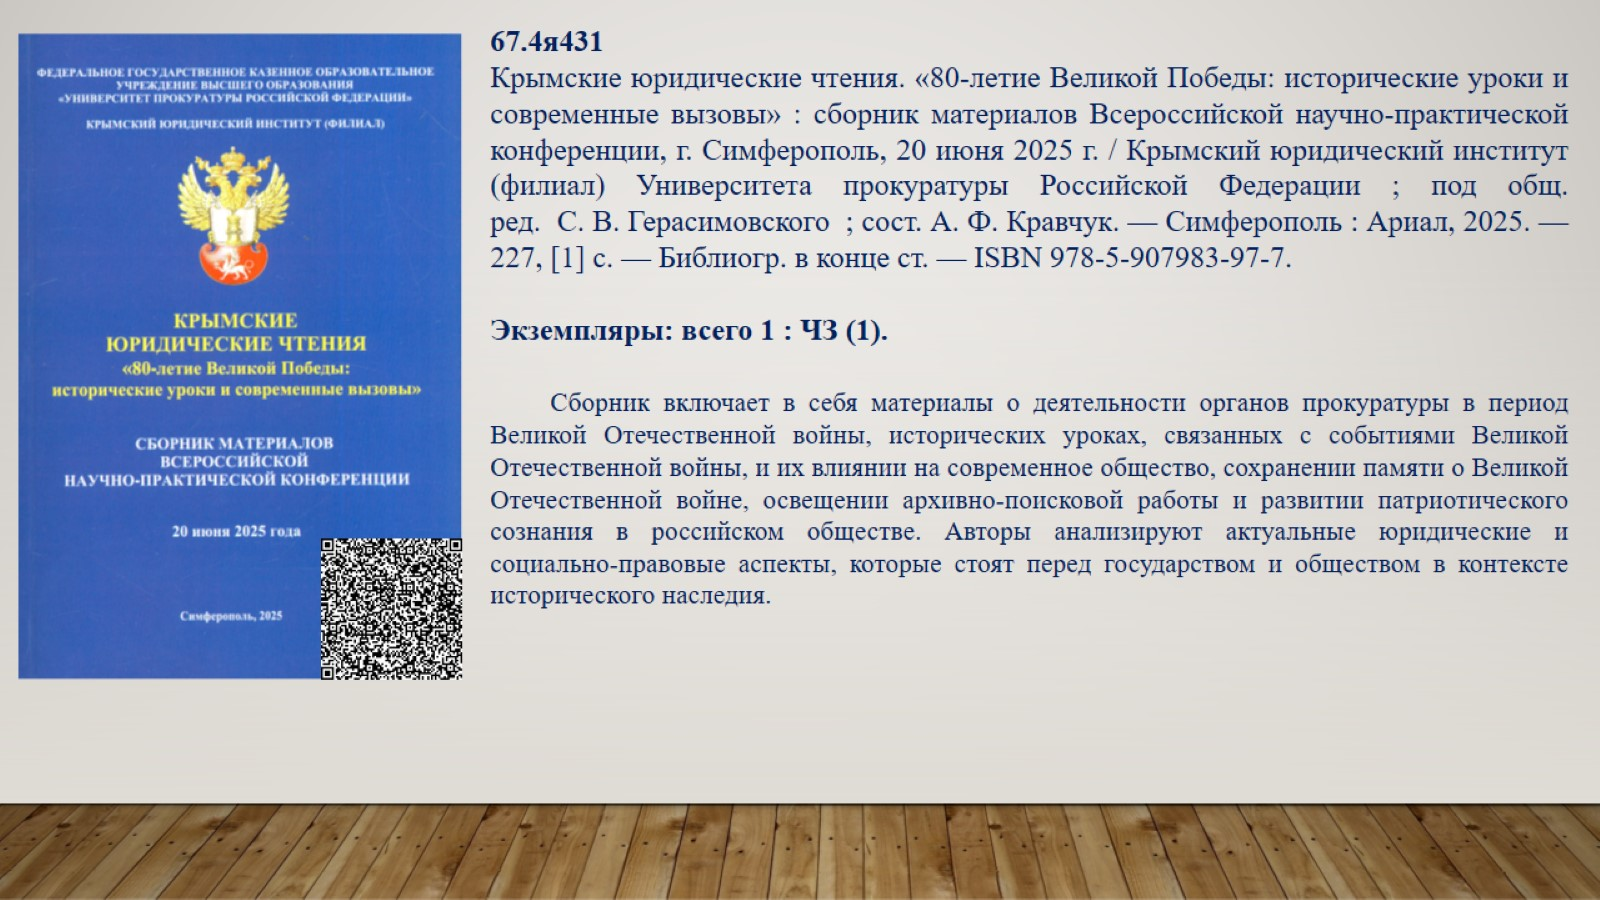 ФЕДЕРАЛЬНОЕ ГОСУДАРСТВЕННОЕ КАЗЕННОЕ ОБРАЗОВАТЕЛЬНОЕ
УЧРЕЖДЕНИЕ ВЫСШЕГО ОБРАЗОВАНИЯ
«УНИВЕРСИТЕТ ПРОКУРАТУРЫ РОССИЙСКОЙ ФЕДЕРАЦИИ»
КРЫМСКИЙ ЮРИДИЧЕСКИЙ ИНСТИТУТ (ФИЛИАЛ)
КРЫМСКИЕ
ЮРИДИЧЕСКИЕ ЧТЕНИЯ
«80-летие Великой Победы:
исторические уроки и современные вызовы»
СБОРНИК МАТЕРИАЛОВ
ВСЕРОССИЙСКОЙ
НАУЧНО-ПРАКТИЧЕСКОЙ КОНФЕРЕНЦИИ
20 июня 2025 года
Симферополь, 2025
67.4я431
Крымские юридические чтения. «80-летие Великой Победы: исторические уроки и
современные вызовы» : сборник материалов Всероссийской научно-практической
конференции, г. Симферополь, 20 июня 2025 г. / Крымский юридический институт
(филиал) Университета прокуратуры Российской Федерации ; под общ.
ред. С. В. Герасимовского ; сост. А. Ф. Кравчук. — Симферополь : Ариал, 2025. —
227, [1] с. — Библиогр. в конце ст. — ISBN 978-5-907983-97-7.
Экземпляры: всего 1 : ЧЗ (1).
Сборник включает в себя материалы о деятельности органов прокуратуры в период
Великой Отечественной войны, исторических уроках, связанных с событиями Великой
Отечественной войны, и их влиянии на современное общество, сохранении памяти о Великой
Отечественной войне, освещении архивно-поисковой работы и развитии патриотического
сознания в российском обществе. Авторы анализируют актуальные юридические и
социально-правовые аспекты, которые стоят перед государством и обществом в контексте
исторического наследия.